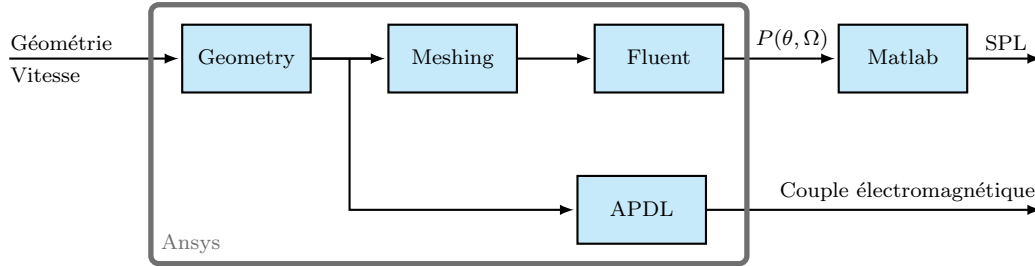 Géométrie
Vitesse
Geometry
Meshing
Fluent
P(θ, Ω)
Matlab
SPL
APDL
Couple électromagnétique
Ansys